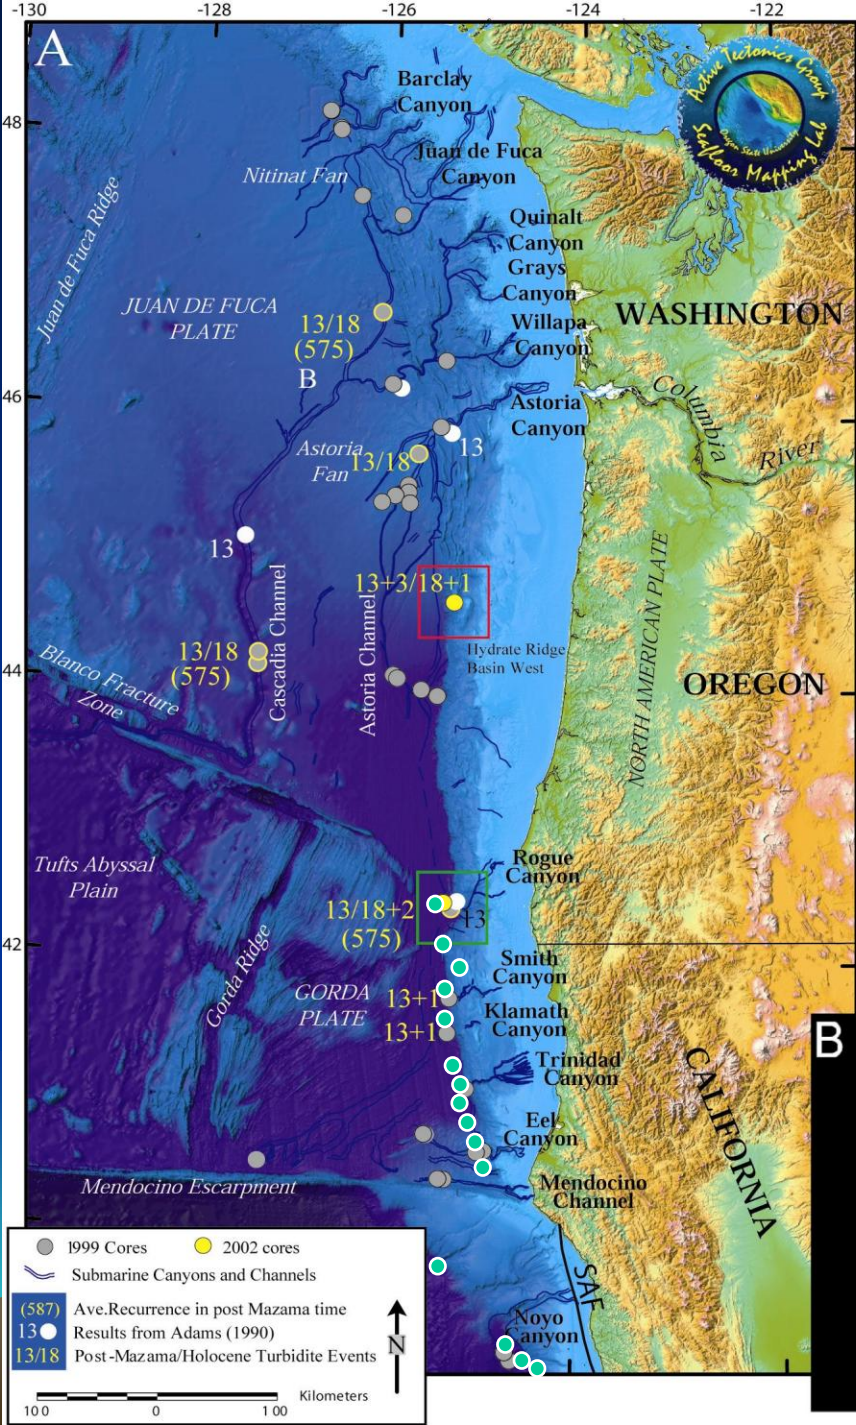 -130
-128
-126
-124
-122
A
48
46
44
42
Active Tectonics Group
Oregon State University
Seafloor Mapping Lab
Barclay
Canyon
Juan de Fuca
Canyon
Nitinat Fan
Quinalt
Canyon
Grays
Canyon
Juan de Fuca Ridge
JUAN DE FUCA
PLATE
13/18
(575)
Willapa
Canyon
WASHINGTON
B
Astoria
Canyon
Columbia
River
13
Astoria
Fan
13/18
13
13+3/18+1
Hydrate Ridge
Basin West
Cascadia Channel
Astoria Channel
NORTH AMERICAN PLATE
13/18
(575)
Blanco Fracture
Zone
OREGON
Tufts Abyssal
Plain
Rogue
Canyon
13/18+2
(575)
13
Smith
Canyon
Gorda Ridge
GORDA
PLATE
13+1
Klamath
Canyon
13+1
Trinidad
Canyon
B
CALIFORNIA
Eel
Canyon
Mendocino Escarpment
Mendocino
Channel
SAF
Noyo
Canyon
1999 Cores
2002 cores
Submarine Canyons and Channels
(587) Ave.Recurrence in post Mazama time
13 Results from Adams (1990)
13/18 Post-Mazama/Holocene Turbidite Events
N
Kilometers
10 0 0 1 00